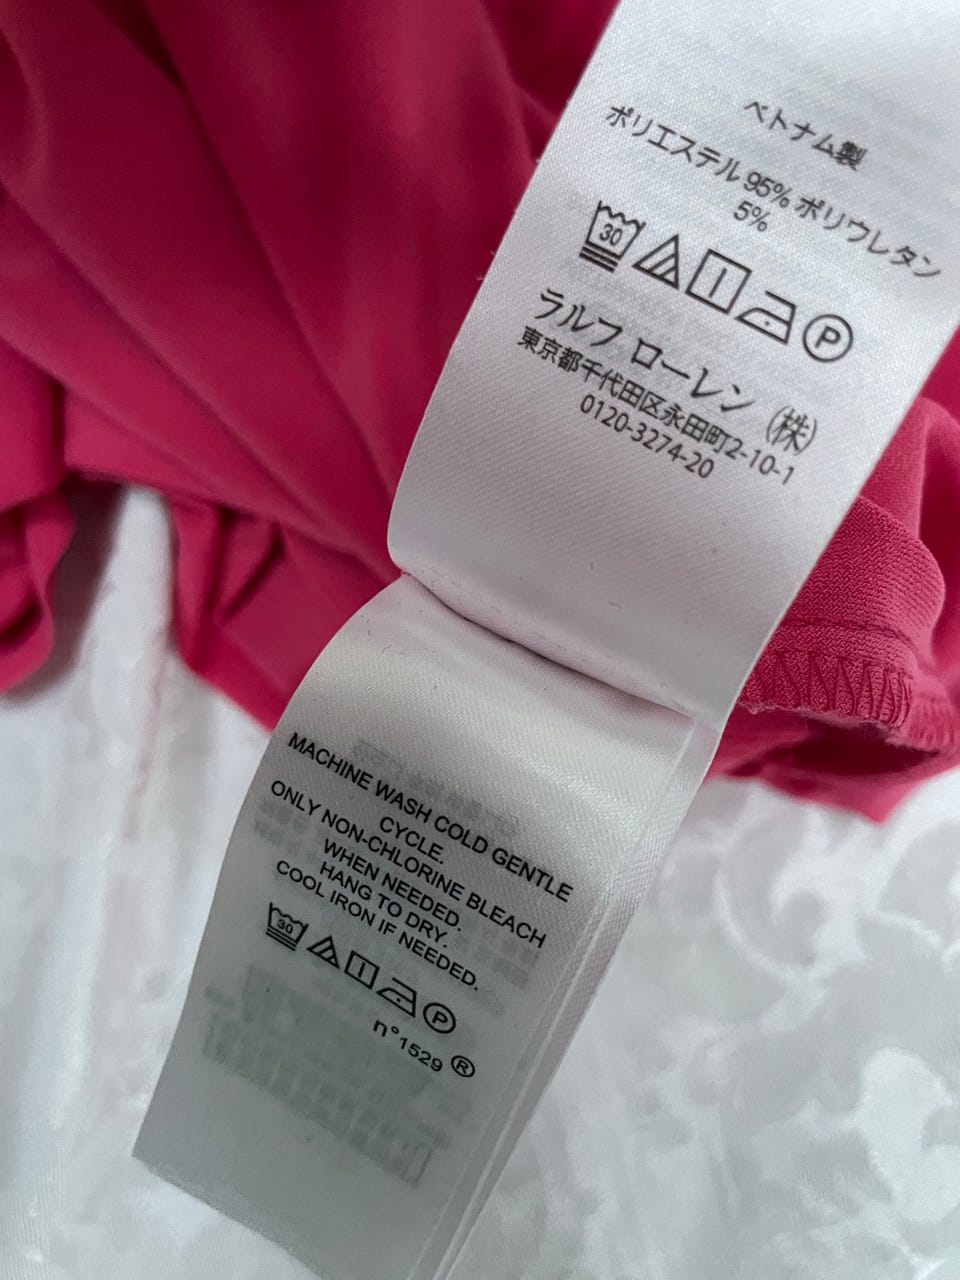 ベトナム製
ポリエステル 95% ポリウレタン
5%
30
P
ラルフ ローレン (株)
東京都千代田区永田町2-10-1
0120-3274-20
MACHINE WASH COLD GENTLE
CYCLE.
ONLY NON-CHLORINE BLEACH
WHEN NEEDED.
HANG TO DRY.
COOL IRON IF NEEDED.
30
P
n°1529 ®